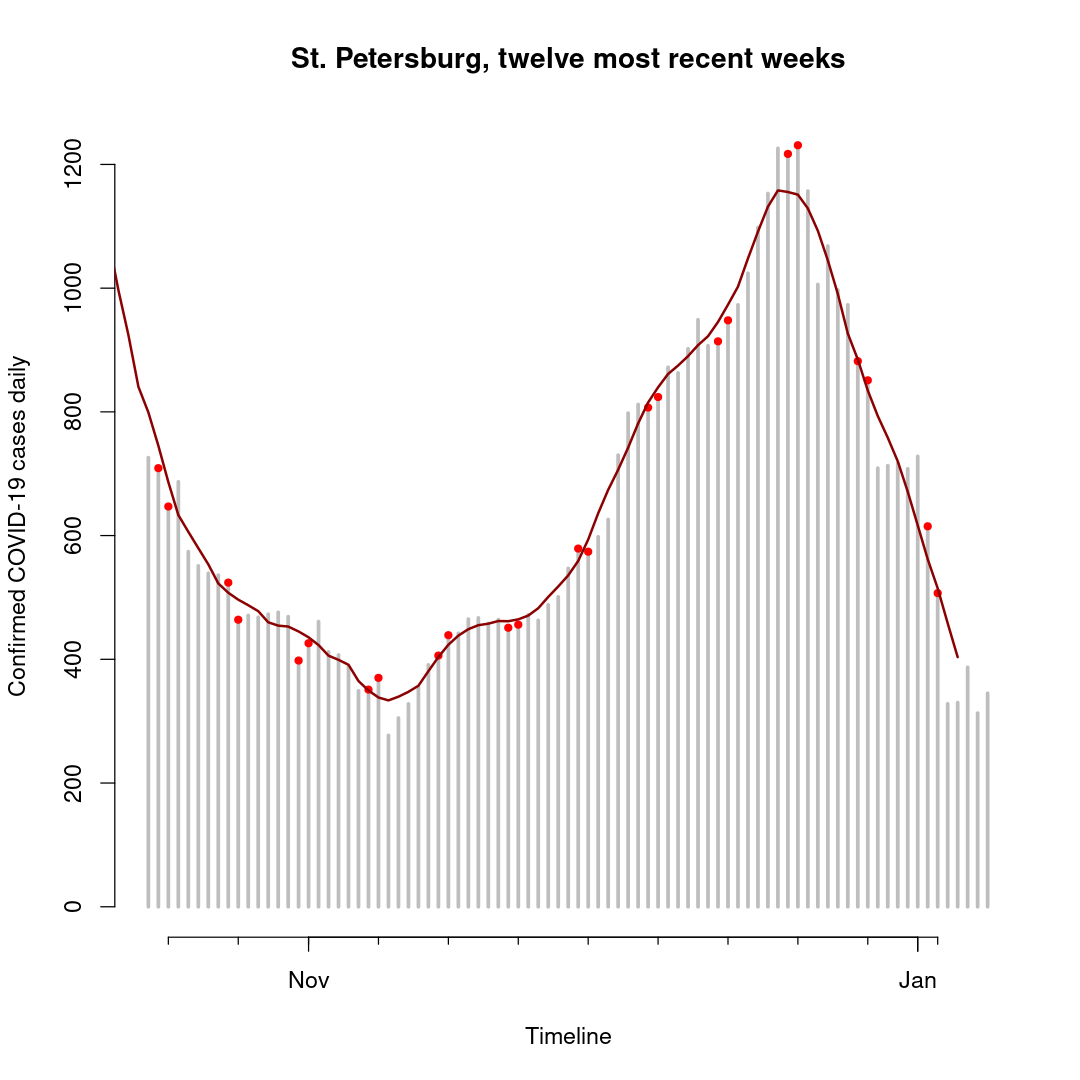 St. Petersburg, twelve most recent weeks
Confirmed COVID-19 cases daily
1200
1000
800
600
400
200
0
Nov
Jan
Timeline